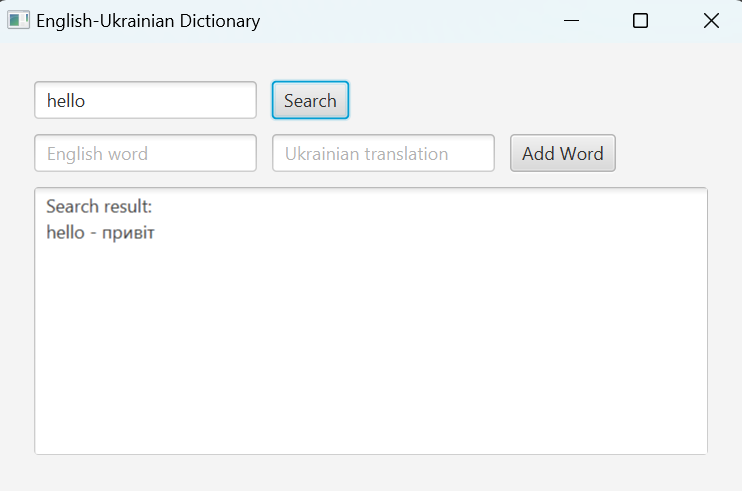 English-Ukrainian Dictionary
hello
Search
English word
Ukrainian translation
Add Word
Search result:
hello - привіт